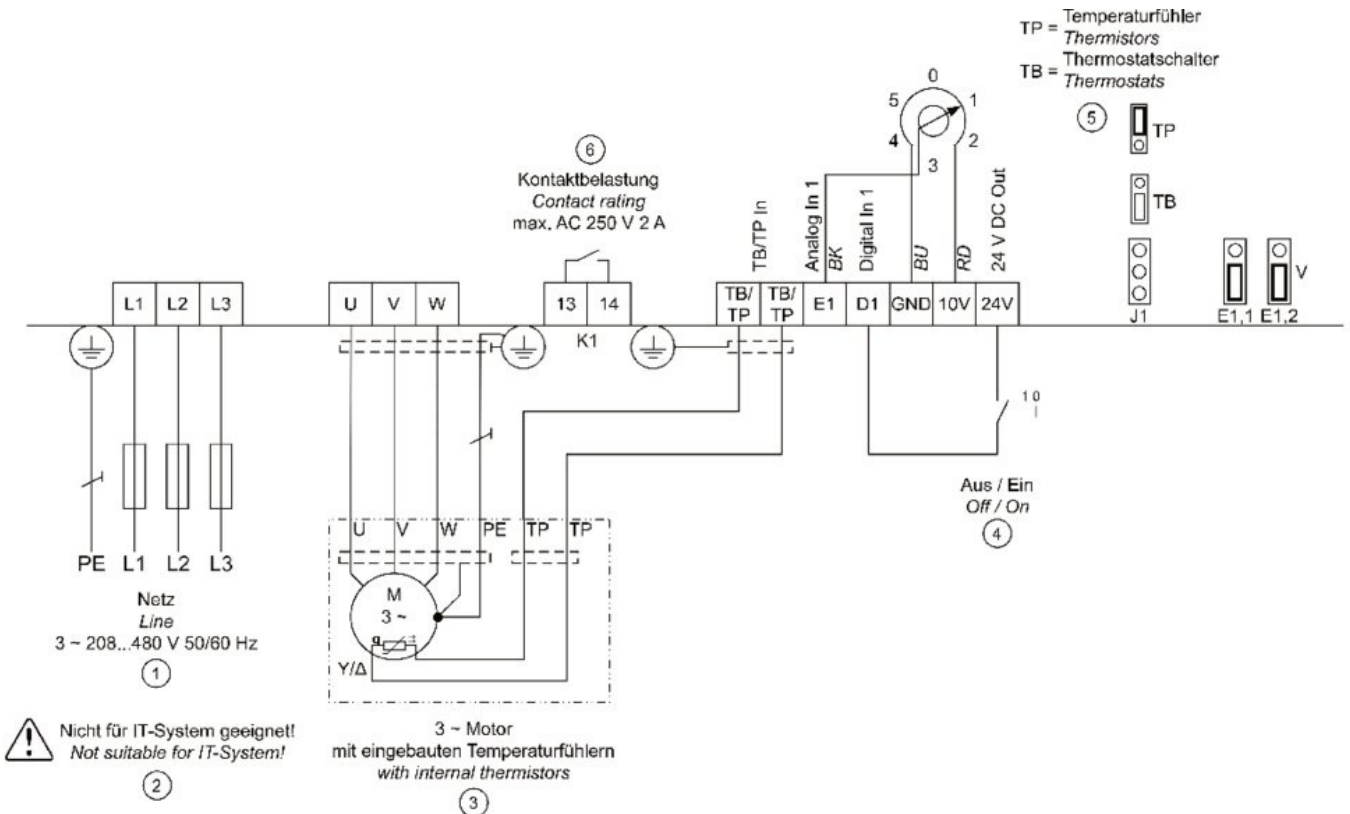 TP = Temperaturfühler
Thermistors
TB = Thermostatschalter
Thermostats
5
TP
TB
J1
E1,1 E1,2
V
0
5 1
4 2
3
6
Kontaktbelastung
Contact rating
max. AC 250 V 2 A
TB/TP In
Analog In 1
BK
Digital In 1
BU
RD
24 V DC Out
L1 L2 L3
U V W
13 14
K1
TB/ TB/ E1 D1 GND 10V 24V
TP TP
1 0
Aus / Ein
Off / On
4
PE L1 L2 L3
Netz
Line
3 ~ 208...480 V 50/60 Hz
1
Nicht für IT-System geeignet!
Not suitable for IT-System!
2
U V W PE TP TP
M
3 ~
Y/Δ
3 ~ Motor
mit eingebauten Temperaturfühlern
with internal thermistors
3